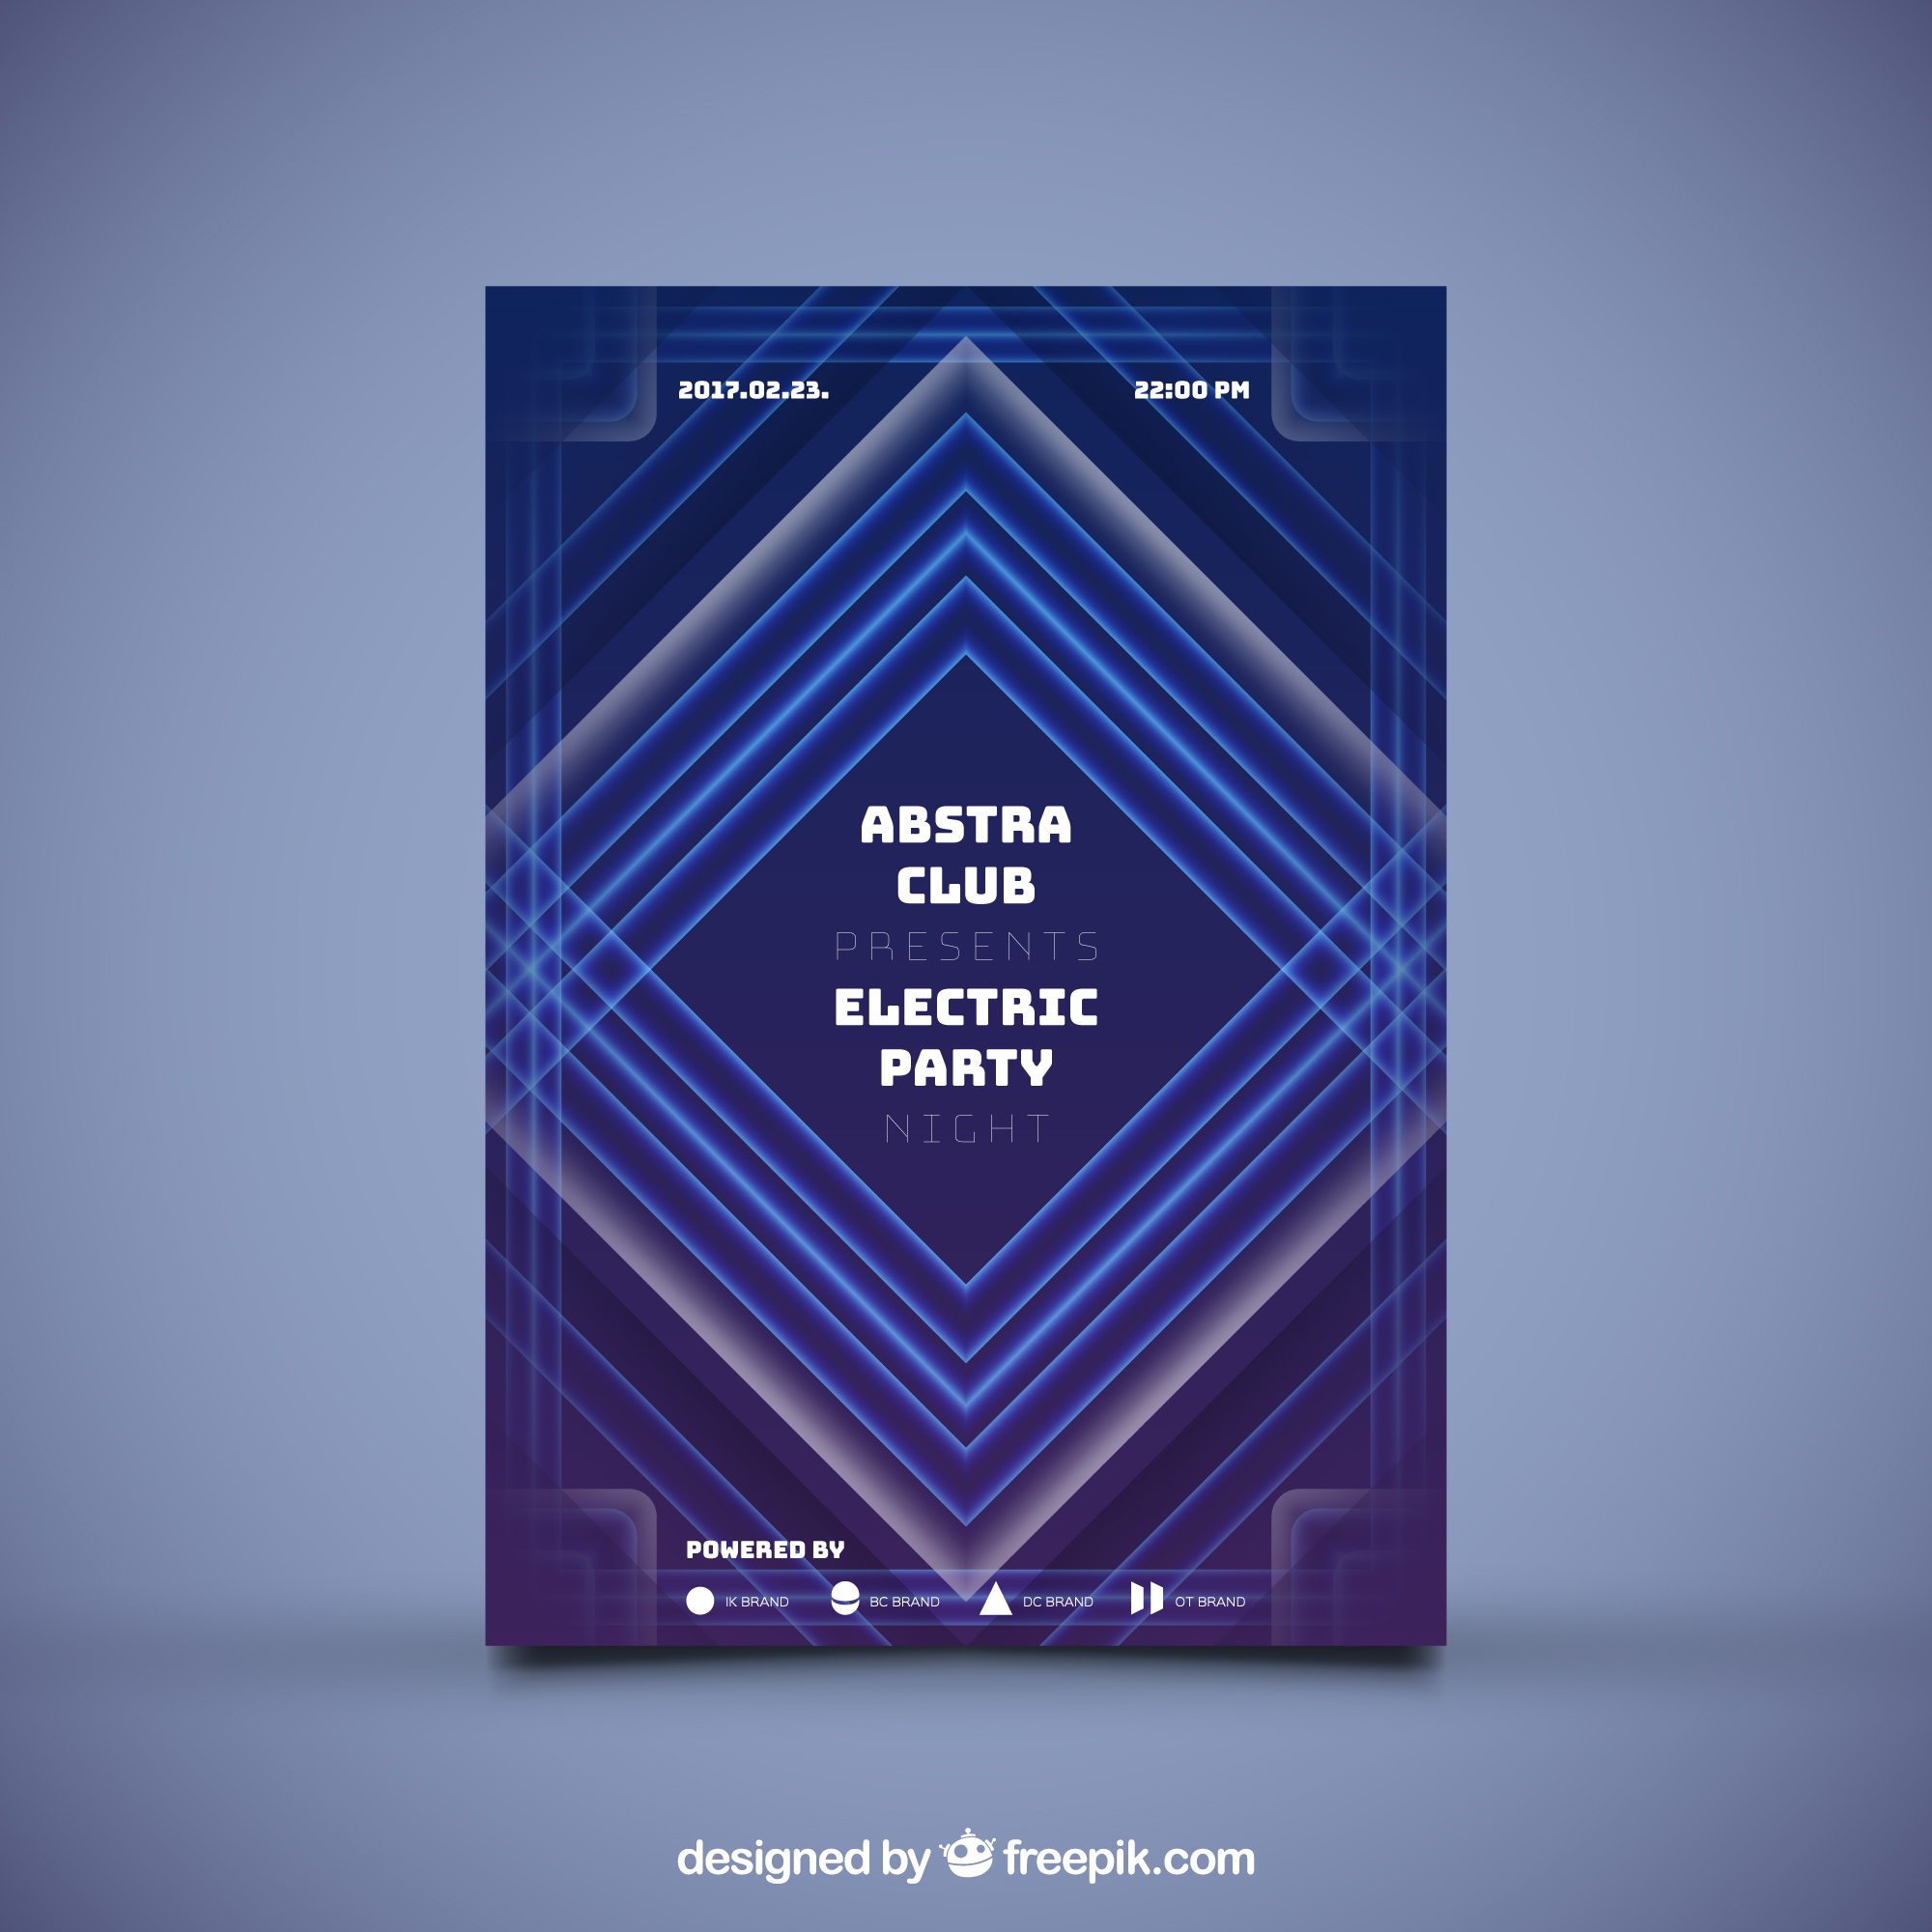 2017.02.23.
22:00 PM
ABSTRA
CLUB
PRESENTS
ELECTRIC
PARTY
NIGHT
POWERED BY
IK BRAND
BC BRAND
DC BRAND
OT BRAND
designed by freepik.com